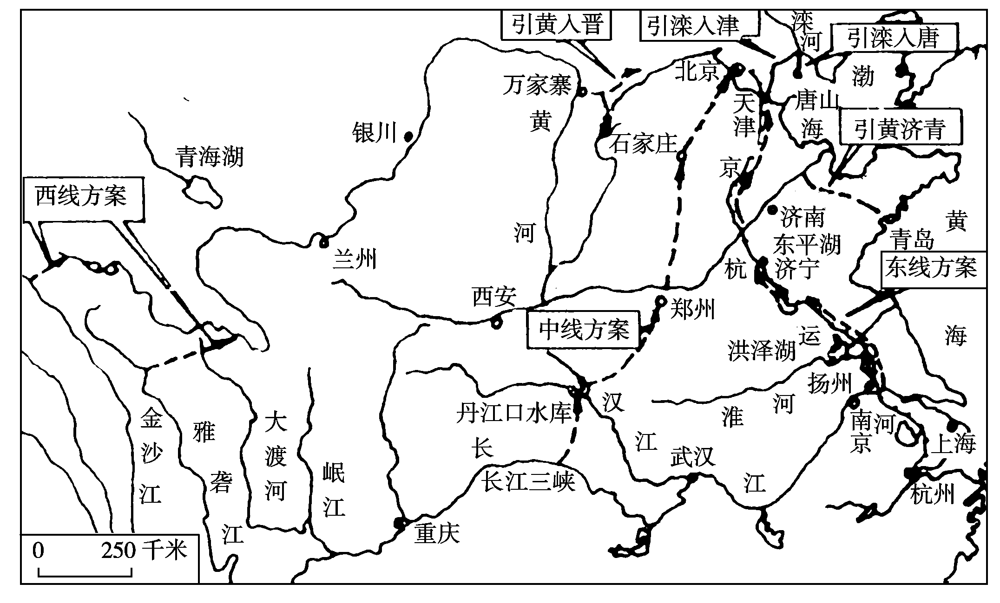 引黄入晋
引滦入津
滦河
引滦入唐
北京
渤海
万家寨
天津
唐山
黄河
银川
引黄济青
石家庄
青海湖
京杭运河
西线方案
济南
黄海
青岛
兰州
东平湖
济宁
东线方案
西安
郑州
中线方案
洪泽湖
扬州
丹江口水库
汉江
淮河
南京
上海
金沙江
雅砻江
大渡河
岷江
长江
武汉
长江三峡
杭州
重庆
0 250 千米